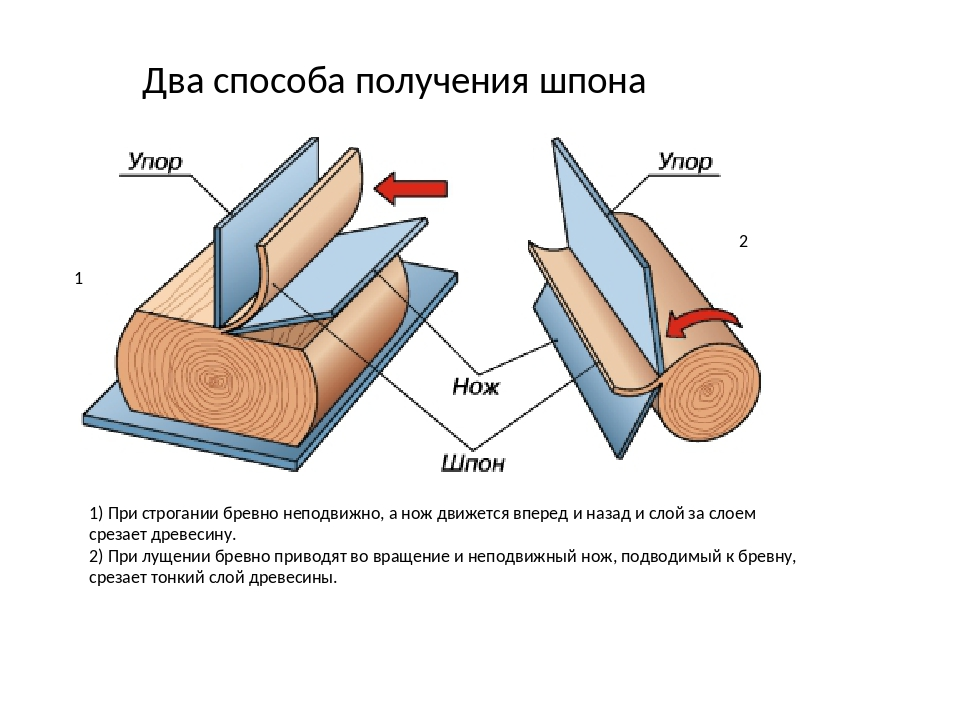 Два способа получения шпона
Упор
Упор
2
1
Нож
Шпон
1) При строгании бревно неподвижно, а нож движется вперед и назад и слой за слоем
срезает древесину.
2) При лущении бревно приводят во вращение и неподвижный нож, подводимый к бревну,
срезает тонкий слой древесины.